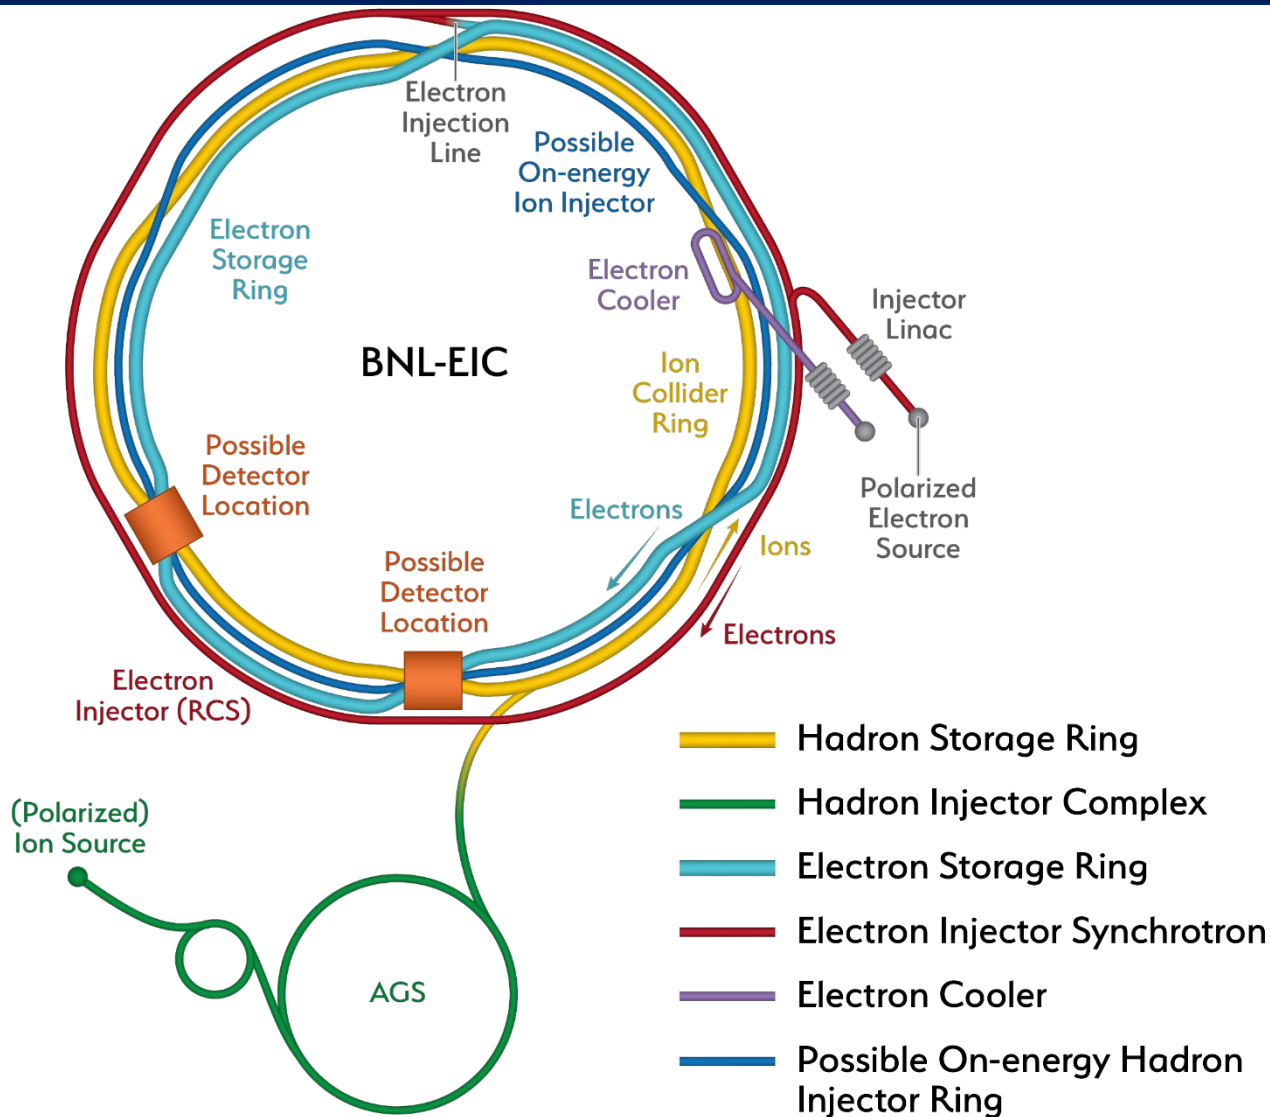 Electron
Injection
Line
Possible
On-energy
Ion Injector
Electron
Storage
Ring
Electron
Cooler
Injector
Linac
BNL-EIC
Ion
Collider
Ring
Possible
Detector
Location
Polarized
Electron
Source
Electrons
Ions
Possible
Detector
Location
Electrons
Electron
Injector (RCS)
(Polarized)
Ion Source
AGS
Hadron Storage Ring
Hadron Injector Complex
Electron Storage Ring
Electron Injector Synchrotron
Electron Cooler
Possible On-energy Hadron
Injector Ring